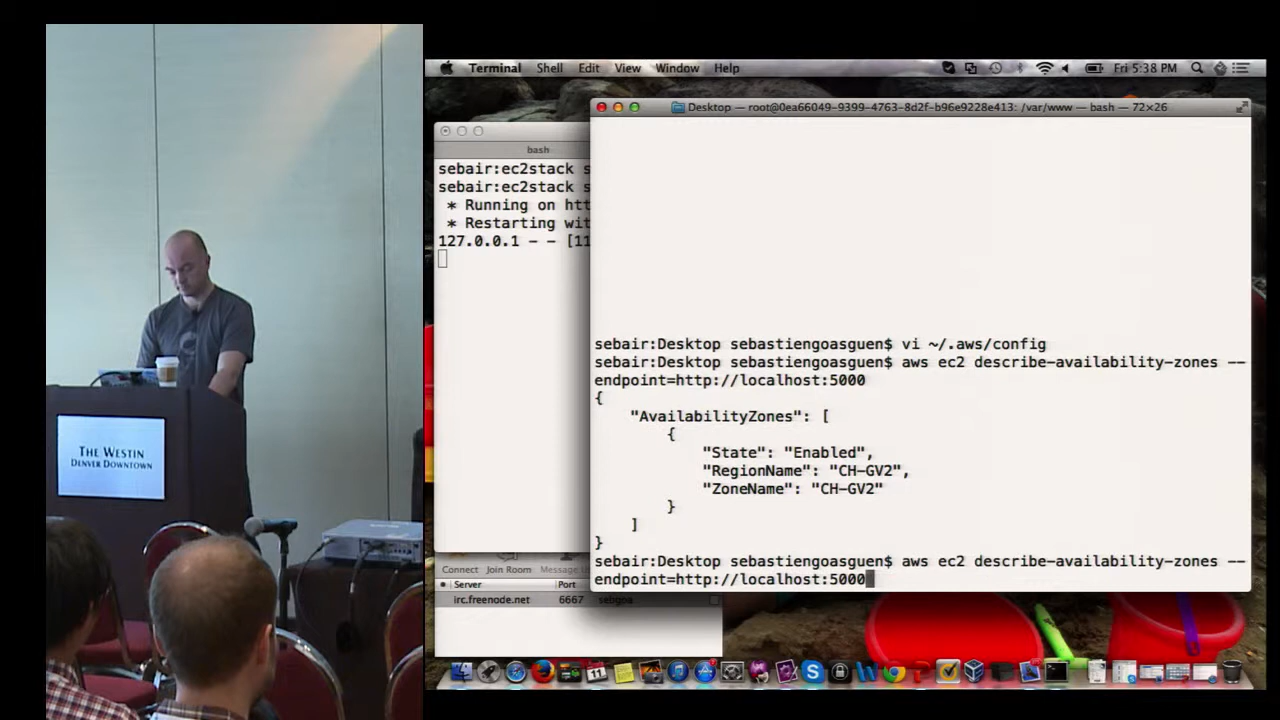 Terminal Shell Edit View Window Help Fri 5:38 PM
Desktop — root@0ea66049-9399-4763-8d2f-b96e9228e413: /var/www — bash — 72×26
bash
sebair:ec2stack s
sebair:ec2stack s
* Running on htt
* Restarting wit
127.0.0.1 - - [11
sebair:Desktop sebastiengoasguen$ vi ~/.aws/config
sebair:Desktop sebastiengoasguen$ aws ec2 describe-availability-zones --
endpoint=http://localhost:5000
{
"AvailabilityZones": [
{
"State": "Enabled",
"RegionName": "CH-GV2",
"ZoneName": "CH-GV2"
}
]
}
sebair:Desktop sebastiengoasguen$ aws ec2 describe-availability-zones --
endpoint=http://localhost:5000
Connect Join Room Message
Server Port
irc.freenode.net 6667 sebgoa
THE WESTIN
DENVER DOWNTOWN